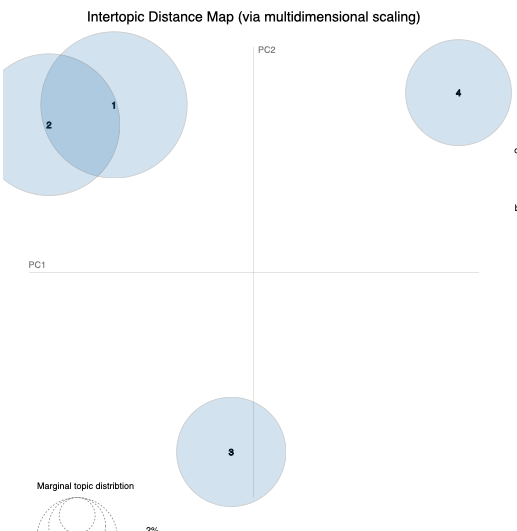 Intertopic Distance Map (via multidimensional scaling)
PC2
1
2
4
PC1
3
Marginal topic distribtion
2%